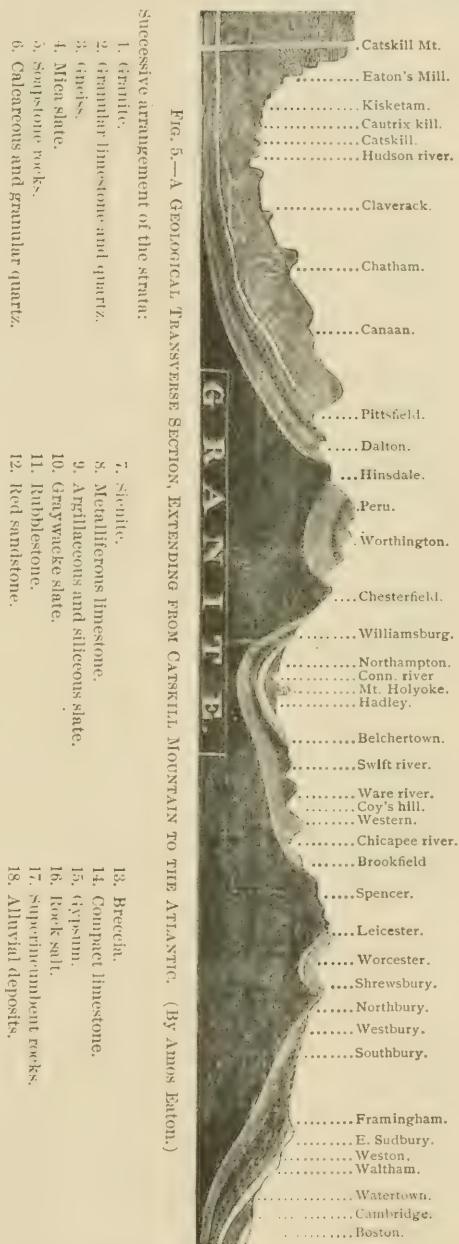 Catskill Mt.
Eaton's Mill.
Kisketam.
Cautrix kill.
Catskill.
Hudson river.
Claverack.
Chatham.
Canaan.
Pittsfield.
Dalton.
Hinsdale.
Peru.
Worthington.
Chesterfield.
Williamsburg.
Northampton.
Conn. river
Mt. Holyoke.
Hadley.
Belchertown.
Swift river.
Ware river.
Coy's hill.
Western.
Chicapee river.
Brookfield
Spencer.
Leicester.
Worcester.
Shrewsbury.
Northbury.
Westbury.
Southbury.
Framingham.
E. Sudbury.
Weston.
Waltham.
Watertown.
Cambridge.
Boston.
GRANITE.
FIG. 5.—A GEOLOGICAL TRANSVERSE SECTION, EXTENDING FROM CATSKILL MOUNTAIN TO THE ATLANTIC. (BY AMOS EATON.)
Successive arrangement of the strata:
1. Granite.
2. Granular limestone and quartz.
3. Gneiss.
4. Mica slate.
5. Soapstone rocks.
6. Calcareous and granular quartz.
7. Sienite.
8. Metalliferous limestone.
9. Argillaceous and siliceous slate.
10. Graywacke slate.
11. Rubblestone.
12. Red sandstone.
13. Breccia.
14. Compact limestone.
15. Gypsum.
16. Rock salt.
17. Superincumbent rocks.
18. Alluvial deposits.